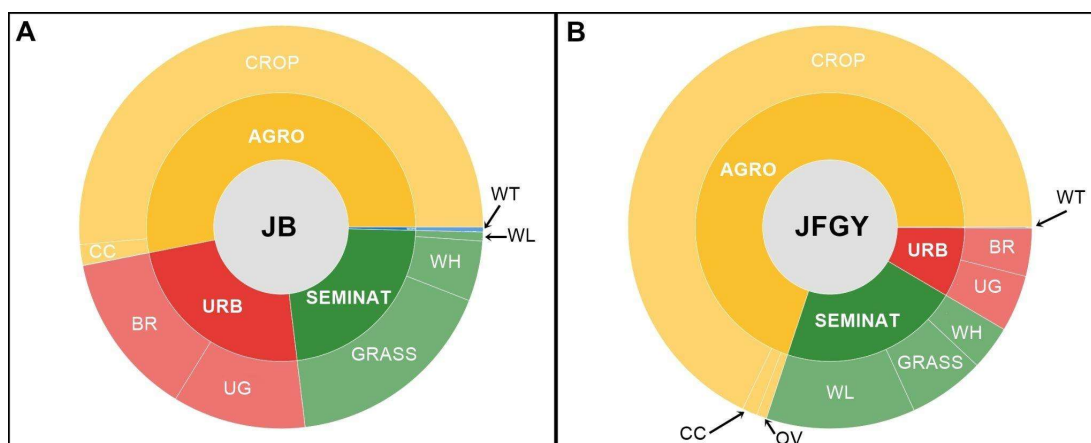 A
CROP
AGRO
JB
WT
WL
CC
WH
URB
SEMINAT
BR
GRASS
UG
B
CROP
AGRO
JFGY
WT
URB
BR
UG
SEMINAT
WH
GRASS
WL
CC
OV